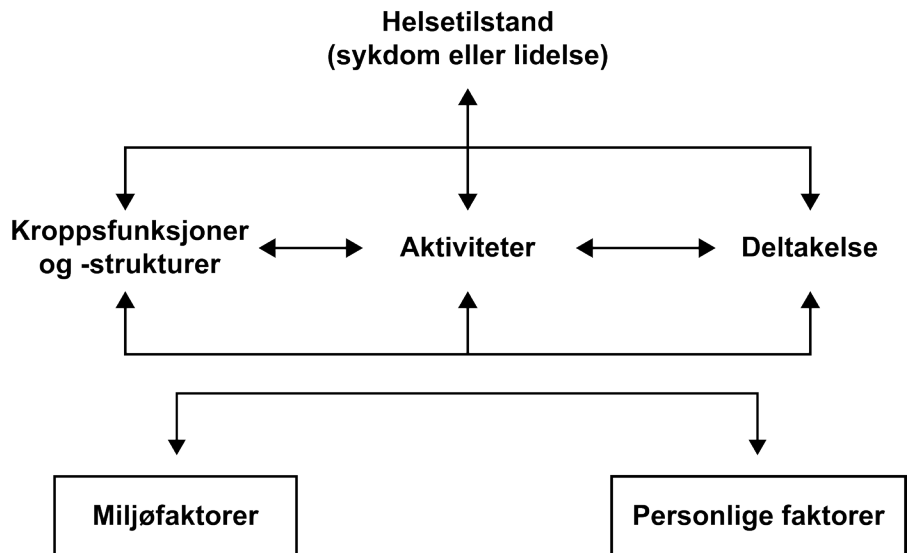 Helsetilstand
(sykdom eller lidelse)
Kroppsfunksjoner
og -strukturer
Aktiviteter
Deltakelse
Miljøfaktorer
Personlige faktorer